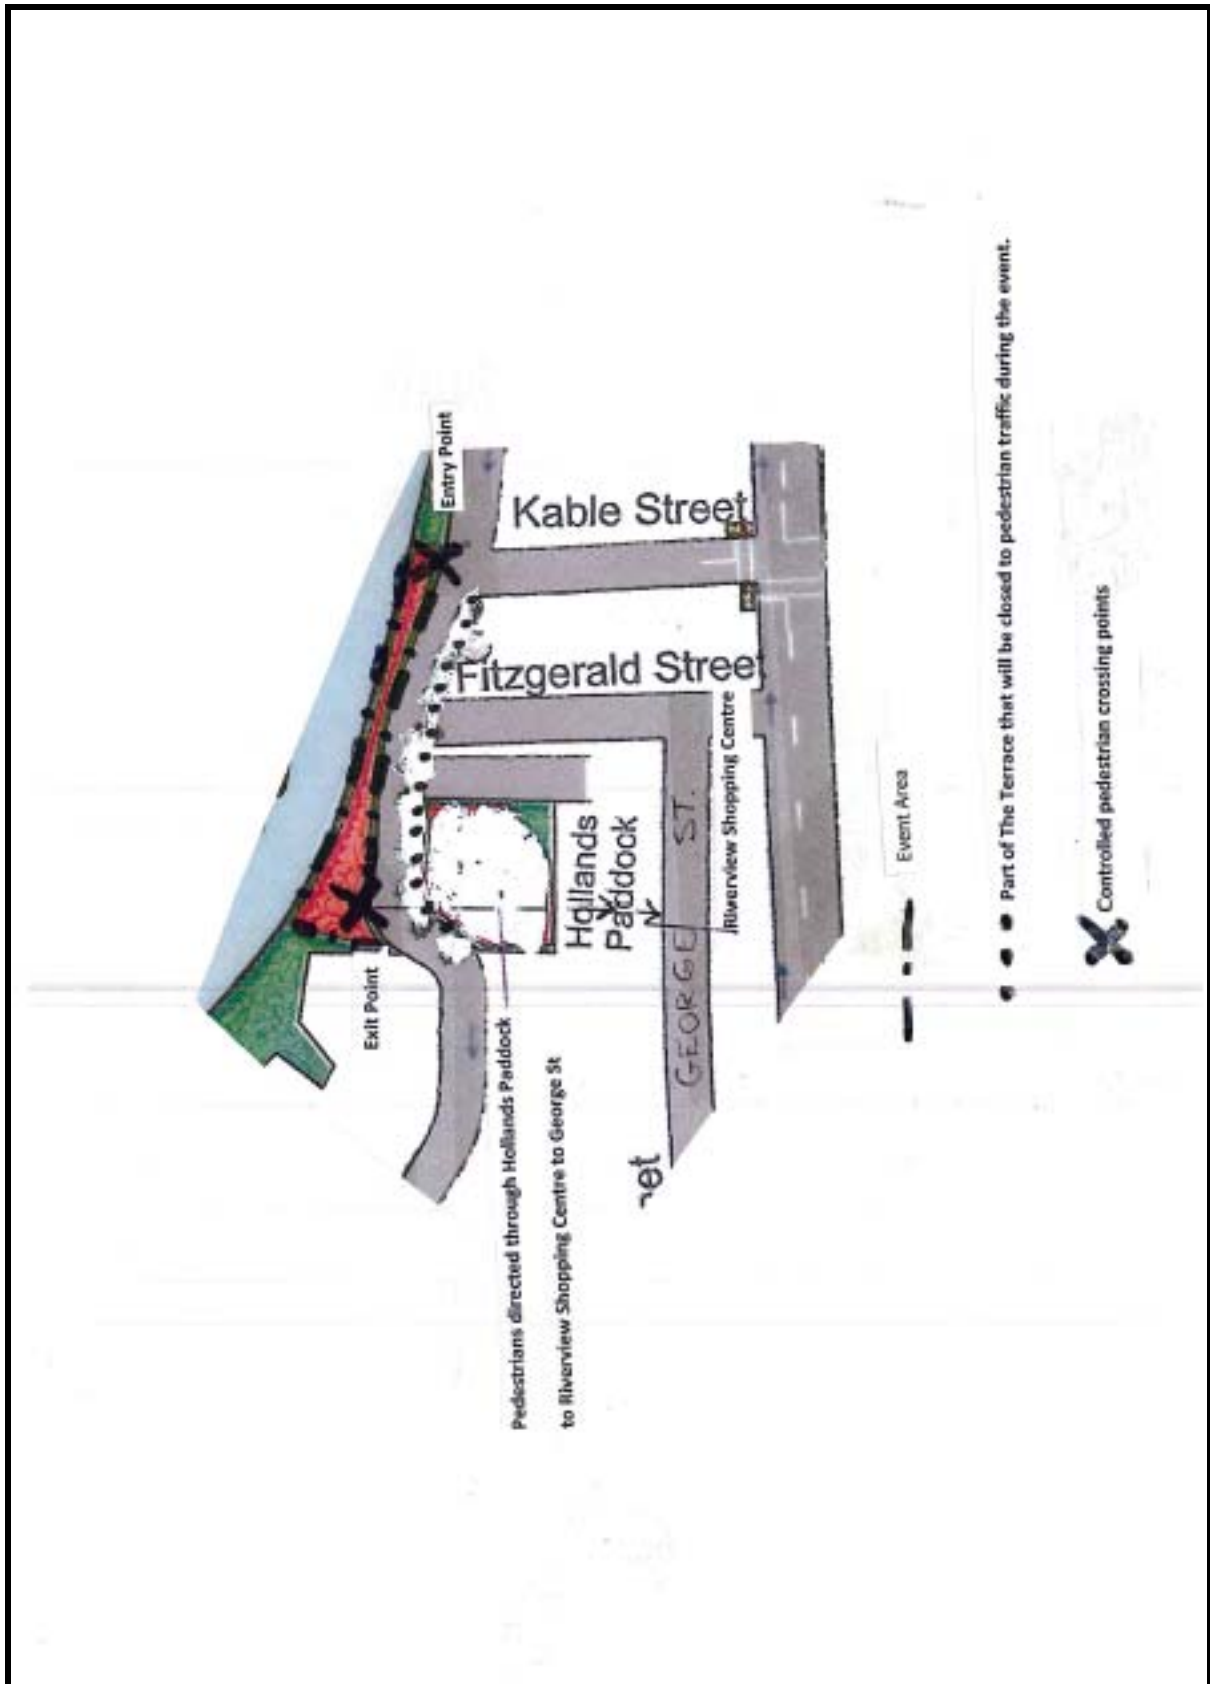 Entry Point
Kable Street
Fitzgerald Street
Hollands
Paddock
Riverview Shopping Centre
GEORGE ST.
Exit Point
Pedestrians directed through Hollands Paddock
to Riverview Shopping Centre to George St
Event Area
Part of The Terrace that will be closed to pedestrian traffic during the event.
Controlled pedestrian crossing points